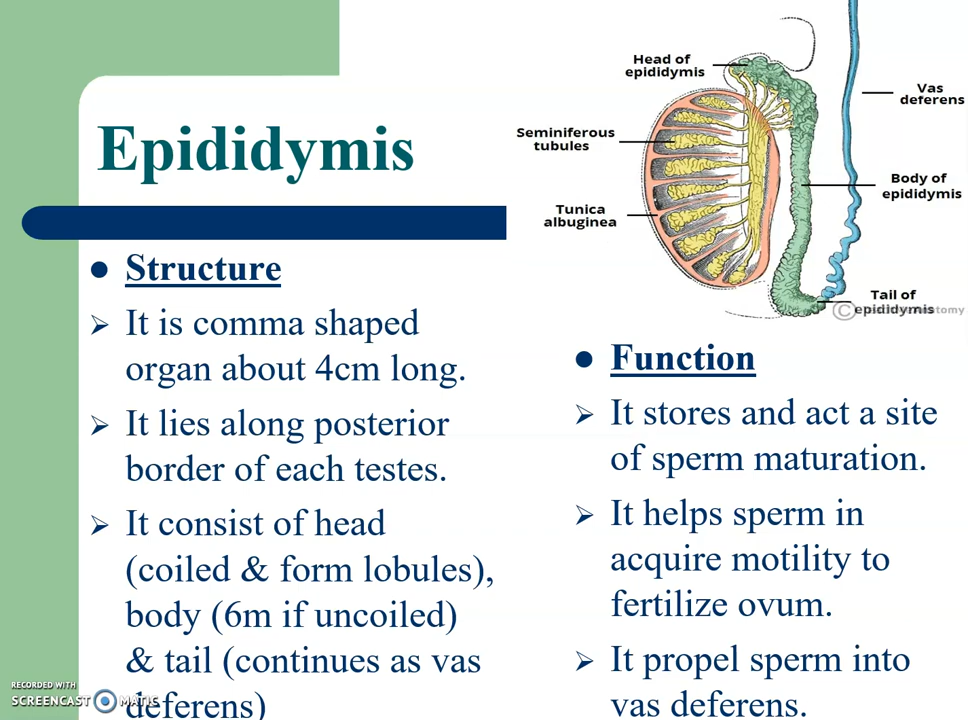 Epididymis
● Structure
➢ It is comma shaped
organ about 4cm long.
➢ It lies along posterior
border of each testes.
➢ It consist of head
(coiled & form lobules),
body (6m if uncoiled)
& tail (continues as vas
deferens)
Head of
epididymis
Seminiferous
tubules
Tunica
albuginea
Vas
deferens
Body of
epididymis
Tail of
epididymis
© natomy
● Function
➢ It stores and act a site
of sperm maturation.
➢ It helps sperm in
acquire motility to
fertilize ovum.
➢ It propel sperm into
vas deferens.
RECORDED WITH
SCREENCAST MATIC